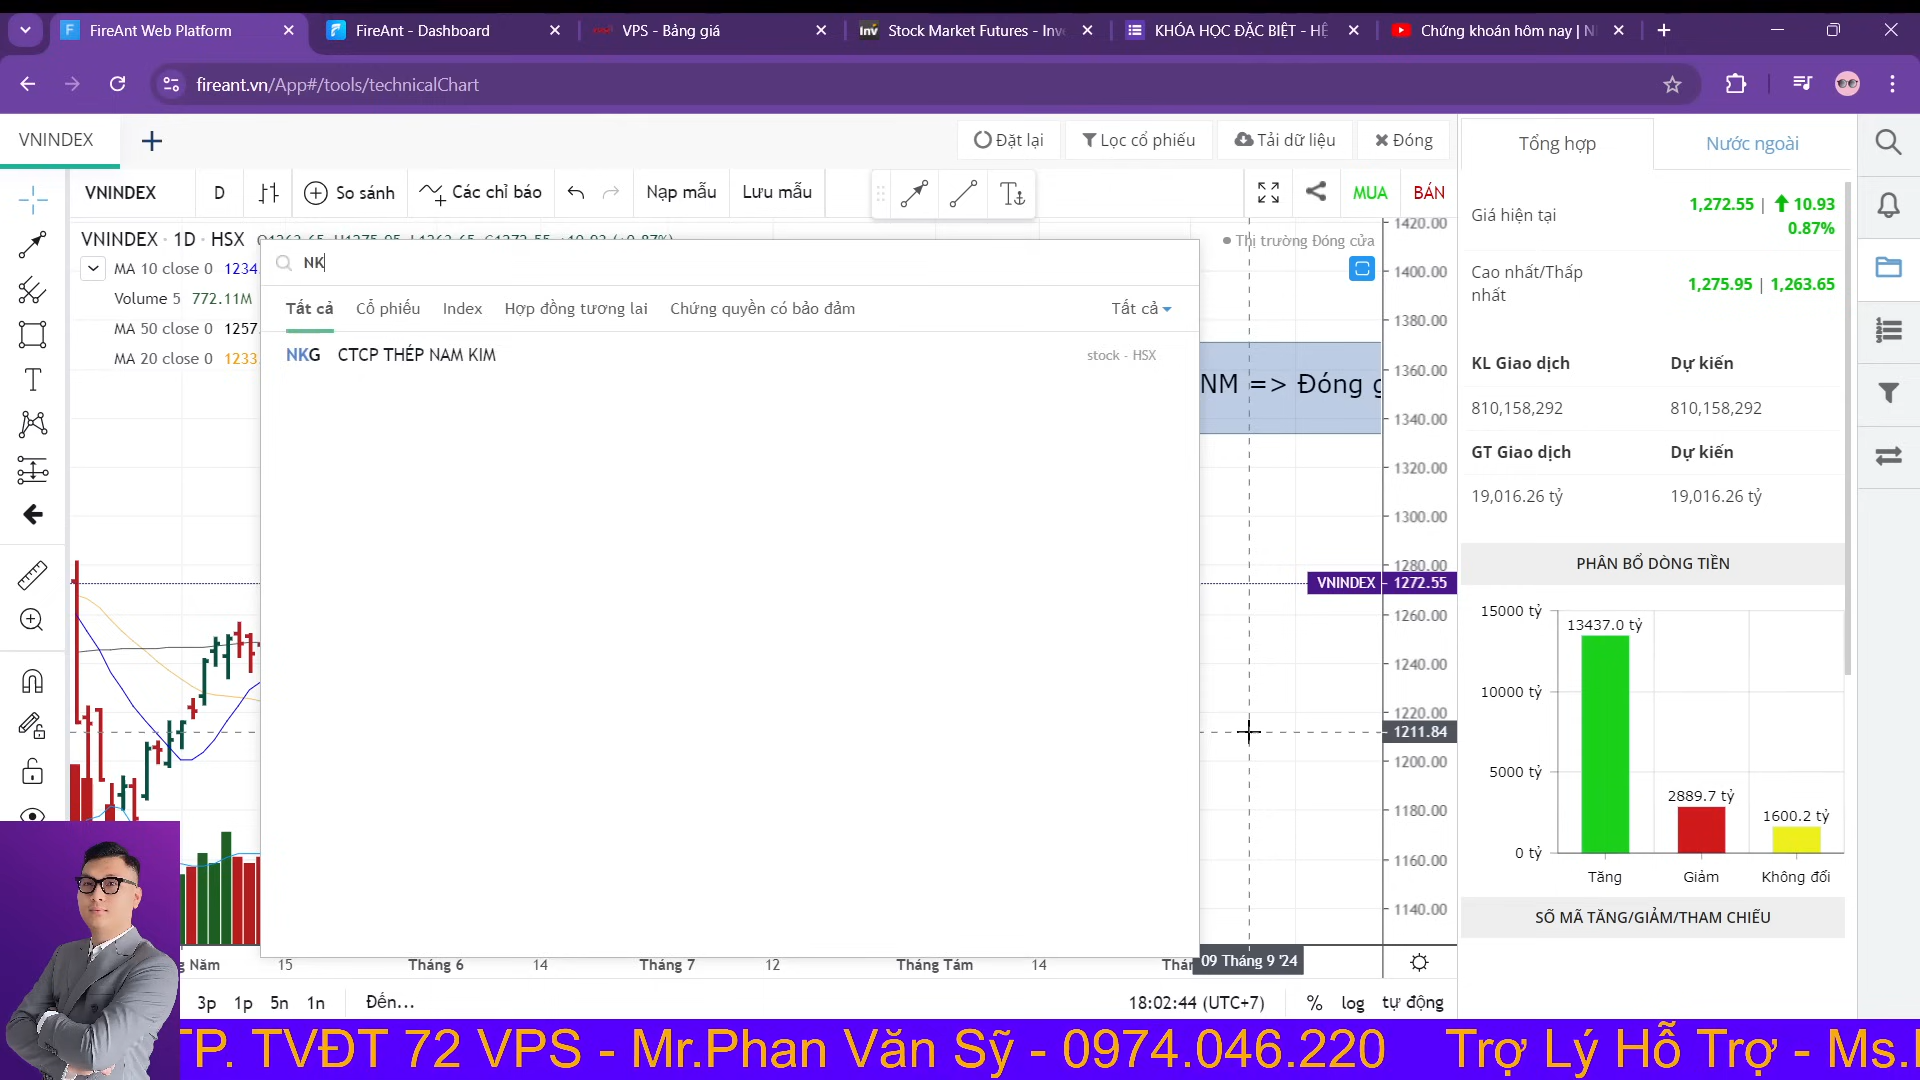 FireAnt Web Platform
FireAnt - Dashboard
VPS - Bảng giá
Stock Market Futures - Inv
KHÓA HỌC ĐẶC BIỆT - HỆ
Chứng khoán hôm nay | N
fireant.vn/App#/tools/technicalChart
VNINDEX
Đặt lại
Lọc cổ phiếu
Tải dữ liệu
Đóng
Tổng hợp
Nước ngoài
VNINDEX
D
So sánh
Các chỉ báo
Nạp mẫu
Lưu mẫu
MUA
BÁN
VNINDEX · 1D · HSX
Thị trường Đóng cửa
MA 10 close 0 1234.
Volume 5 772.11M
MA 50 close 0 1257.
MA 20 close 0 1233.
NK
Tất cả
Cổ phiếu
Index
Hợp đồng tương lai
Chứng quyền có bảo đảm
Tất cả
NKG CTCP THÉP NAM KIM
stock - HSX
NM => Đóng g
1420.00
1400.00
1380.00
1360.00
1340.00
1320.00
1300.00
1280.00
VNINDEX 1272.55
1260.00
1240.00
1220.00
1211.84
1200.00
1180.00
1160.00
1140.00
Giá hiện tại
1,272.55 | 10.93
0.87%
Cao nhất/Thấp nhất
1,275.95 | 1,263.65
KL Giao dịch
Dự kiến
810,158,292
810,158,292
GT Giao dịch
Dự kiến
19,016.26 tỷ
19,016.26 tỷ
PHÂN BỔ DÒNG TIỀN
15000 tỷ
10000 tỷ
5000 tỷ
0 tỷ
13437.0 tỷ
2889.7 tỷ
1600.2 tỷ
Tăng
Giảm
Không đổi
SỐ MÃ TĂNG/GIẢM/THAM CHIẾU
Năm
15
Tháng 6
14
Tháng 7
12
Tháng Tám
14
09 Tháng 9 '24
3p
1p
5n
1n
Đến...
18:02:44 (UTC+7)
%
log
tự động
TP. TVĐT 72 VPS - Mr.Phan Văn Sỹ - 0974.046.220
Trợ Lý Hỗ Trợ - Ms.